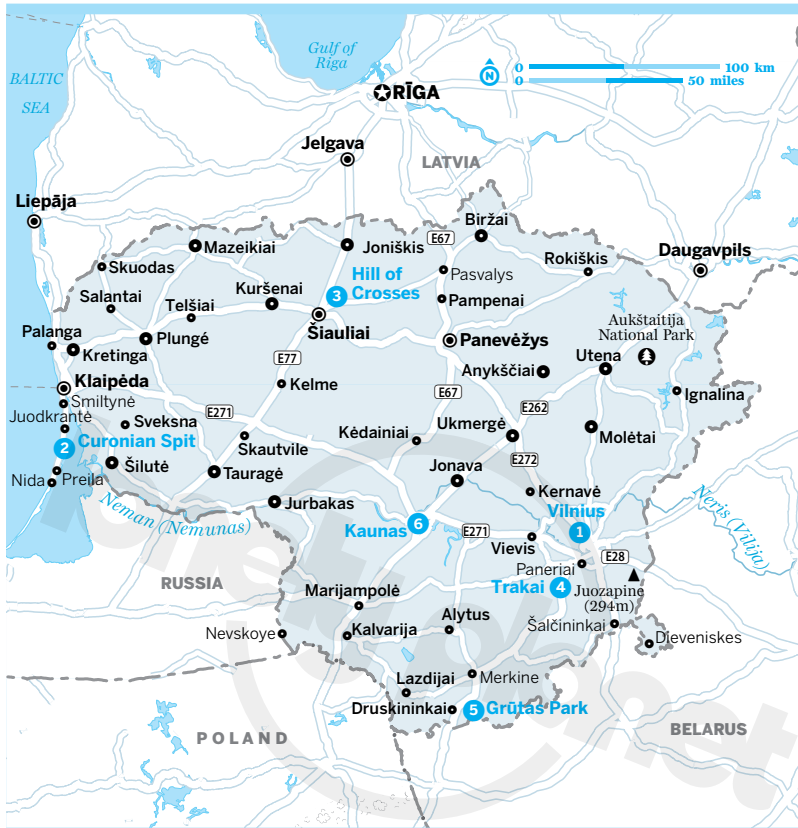 Gulf of
Riga
BALTIC
SEA
N
0
100 km
0
50 miles
RĪGA
Jelgava
LATVIA
Liepāja
Biržai
Mazeikiai
Joniškis
E67
Daugavpils
Skuodas
Hill of
Crosses
3
Pasvalys
Rokiškis
Salantai
Telšiai
Kuršenai
Pampenai
Šiauliai
Aukštaitija
National Park
Palanga
Kretinga
Plungė
Panevėžys
Utena
E77
Anykščiai
Klaipėda
Kelme
Ignalina
Smiltynė
E67
Juodkrantė
Sveksna
E271
E262
2
Curonian Spit
Skautvile
Kėdainiai
Ukmergė
Molėtai
Šilutė
Tauragė
Jonava
E272
Nida
Preila
Jurbakas
Kernavė
Neman (Nemunas)
Neris (Vilija)
Vilnius
1
Kaunas
6
E271
Vievis
E28
Paneriai
RUSSIA
Trakai
4
Juozapine
(294m)
Marijampolė
Alytus
Šalčininkai
Nevskoye
Kalvarija
Dieveniskes
Lazdijai
Merkine
Druskininkai
5
Grūtas Park
POLAND
BELARUS
lonely planet